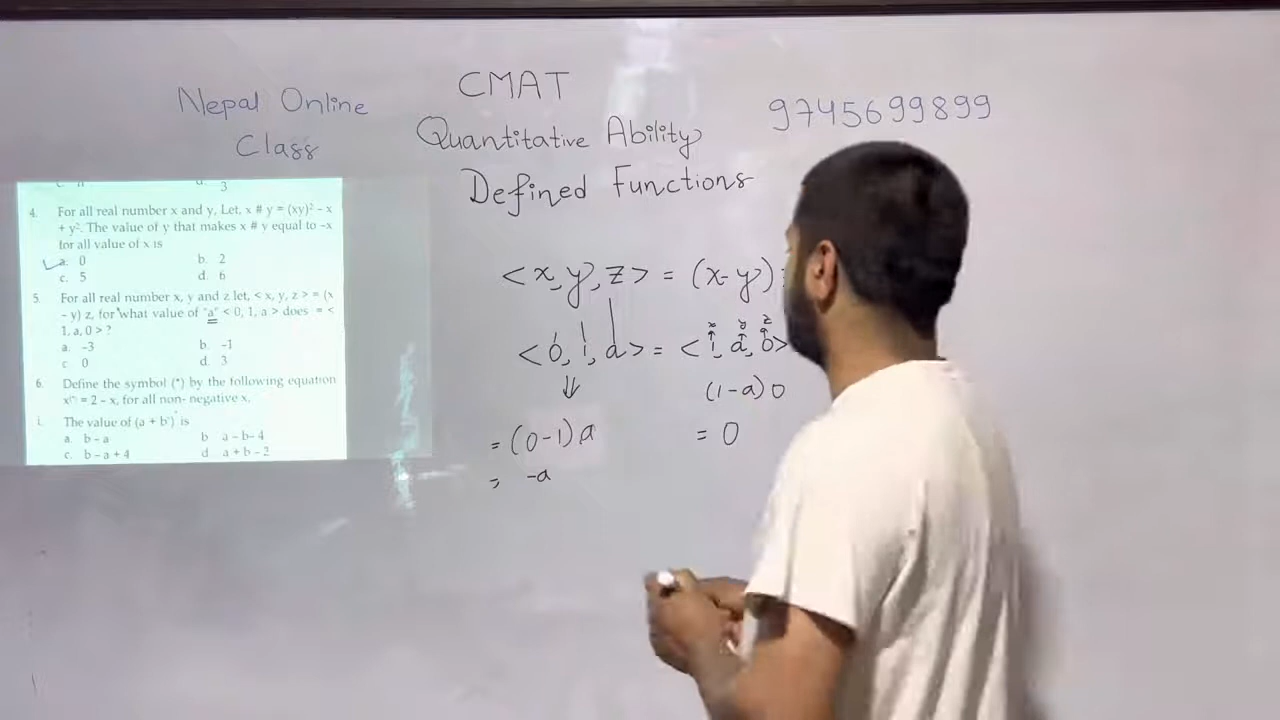 Nepal Online
Class
CMAT
Quantitative Ability
Defined Functions
9745699899
3
4. For all real number x and y, Let, x # y = (xy)² – x
+ y². The value of y that makes x # y equal to –x
for all value of x is
a. 0 b. 2
c. 5 d. 6
5. For all real number x, y and z let, < x, y, z > = (x
– y) z, for what value of "a" < 0, 1, a > does = <
1, a, 0 > ?
a. –3 b. –1
c 0 d. 3
6. Define the symbol (*) by the following equation
x(*) = 2 – x, for all non- negative x.
i. The value of (a + b*)* is
a. b – a b a – b– 4
c. b – a + 4 d a + b – 2
< x, y, z > = (x - y)
x y z
< 0, 1, a > = < 1, a, 0 >
⇓
(1 - a) 0
= (0 - 1) a
= 0
= -a